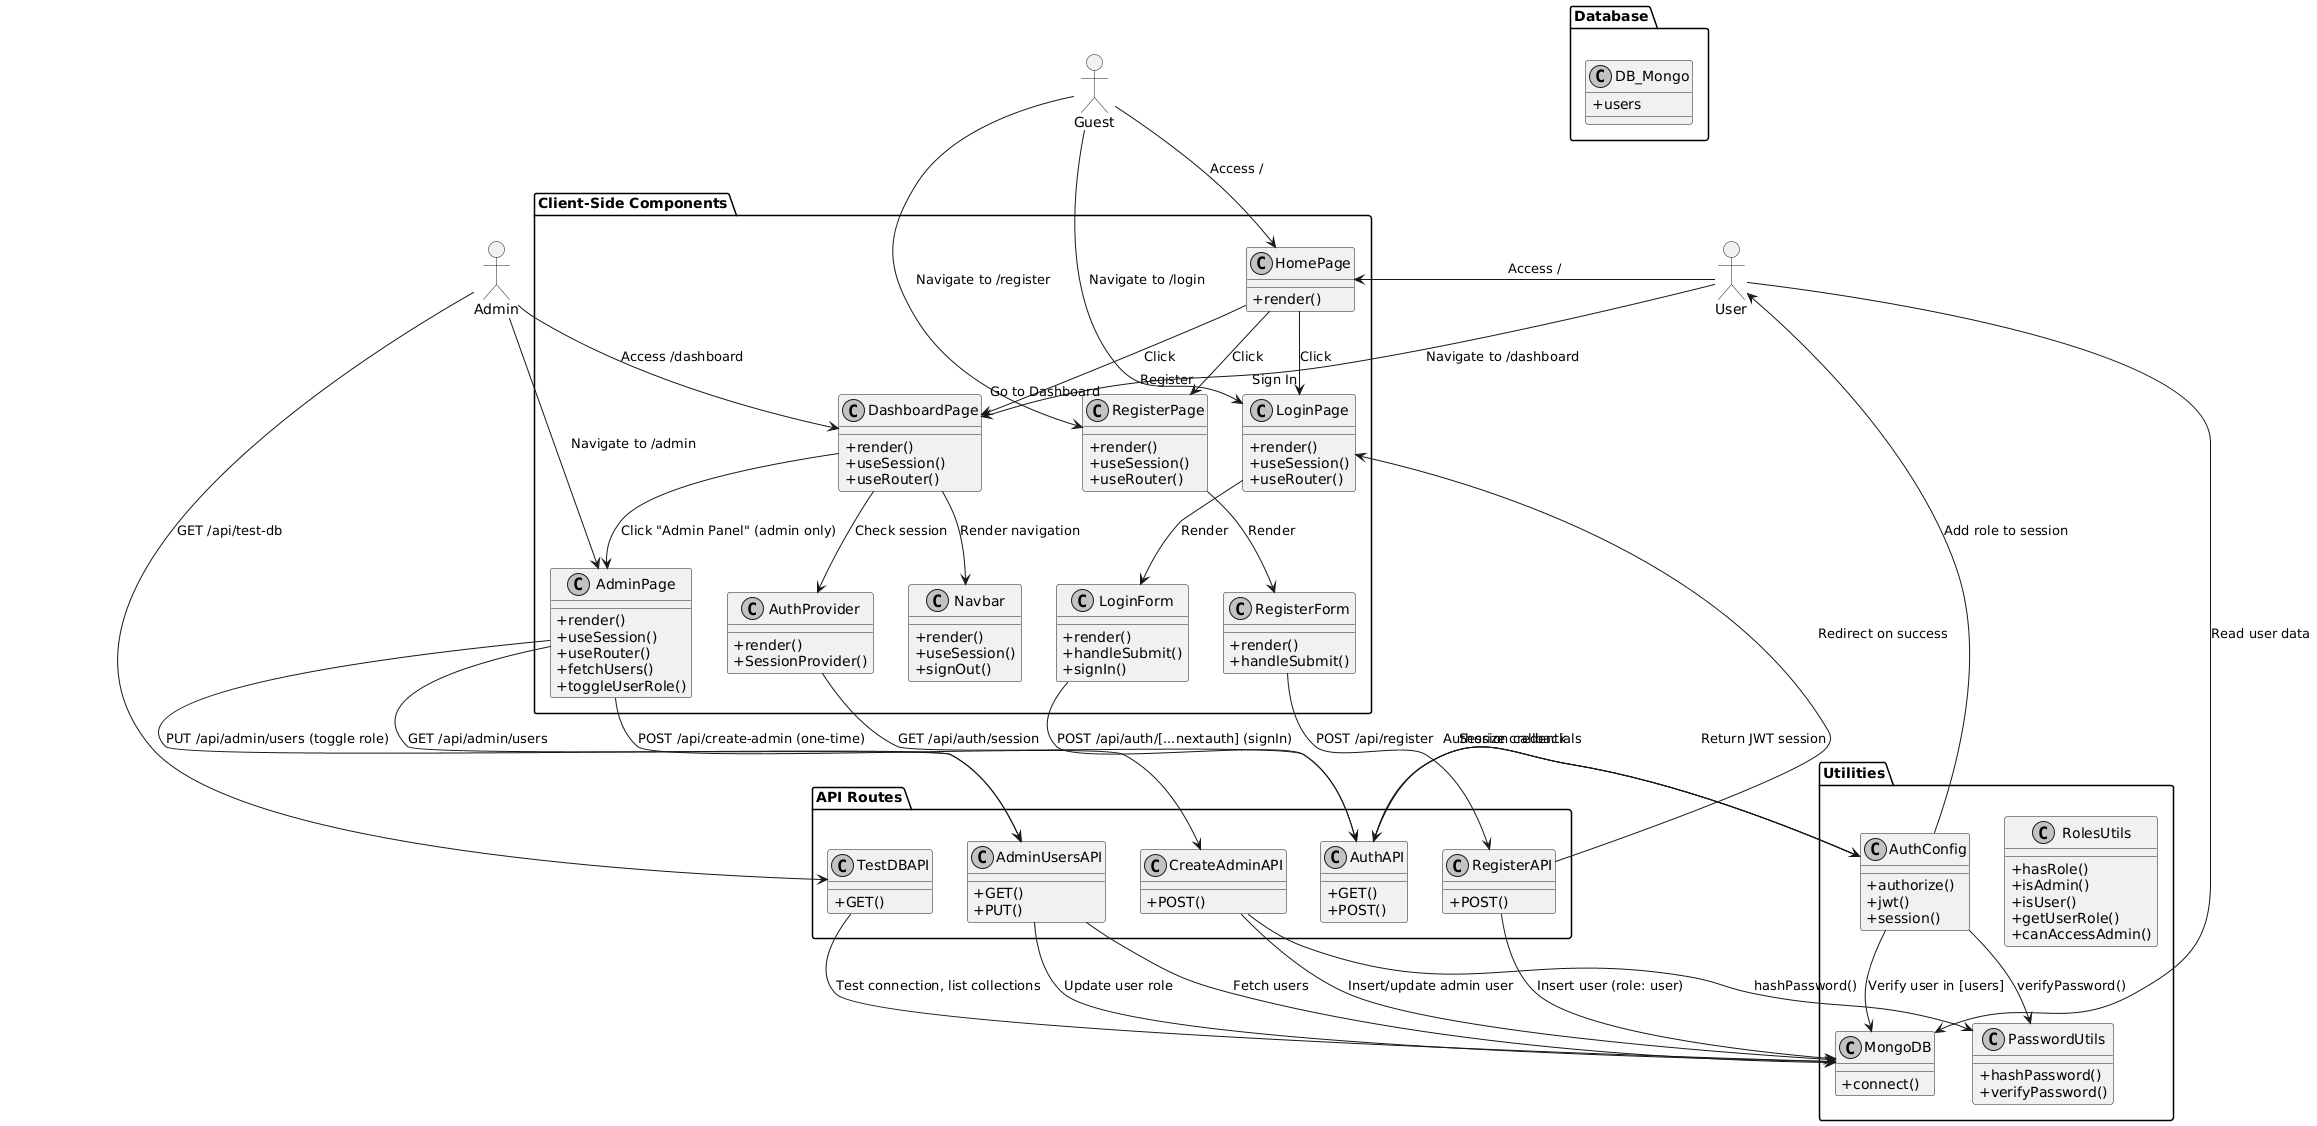 Database
C DB_Mongo
+users
Guest
Access /
Client-Side Components
Admin
User
C HomePage
+render()
Access /
Navigate to /register
Navigate to /login
Access /dashboard
Click
Go to Dashboard
Click
Register
Click
Sign In
Navigate to /dashboard
Navigate to /admin
C DashboardPage
+render()
+useSession()
+useRouter()
C RegisterPage
+render()
+useSession()
+useRouter()
C LoginPage
+render()
+useSession()
+useRouter()
GET /api/test-db
Click "Admin Panel" (admin only)
Check session
Render navigation
Render
Render
Add role to session
C AdminPage
+render()
+useSession()
+useRouter()
+fetchUsers()
+toggleUserRole()
C AuthProvider
+render()
+SessionProvider()
C Navbar
+render()
+useSession()
+signOut()
C LoginForm
+render()
+handleSubmit()
+signIn()
C RegisterForm
+render()
+handleSubmit()
Redirect on success
Read user data
PUT /api/admin/users (toggle role)
GET /api/admin/users
POST /api/create-admin (one-time)
GET /api/auth/session
POST /api/auth/[...nextauth] (signIn)
POST /api/register
Authorize credentials
Session callback
Return JWT session
Utilities
API Routes
C TestDBAPI
+GET()
C AdminUsersAPI
+GET()
+PUT()
C CreateAdminAPI
+POST()
C AuthAPI
+GET()
+POST()
C RegisterAPI
+POST()
C AuthConfig
+authorize()
+jwt()
+session()
C RolesUtils
+hasRole()
+isAdmin()
+isUser()
+getUserRole()
+canAccessAdmin()
Test connection, list collections
Update user role
Fetch users
Insert/update admin user
Insert user (role: user)
hashPassword()
Verify user in [users]
verifyPassword()
C MongoDB
+connect()
C PasswordUtils
+hashPassword()
+verifyPassword()